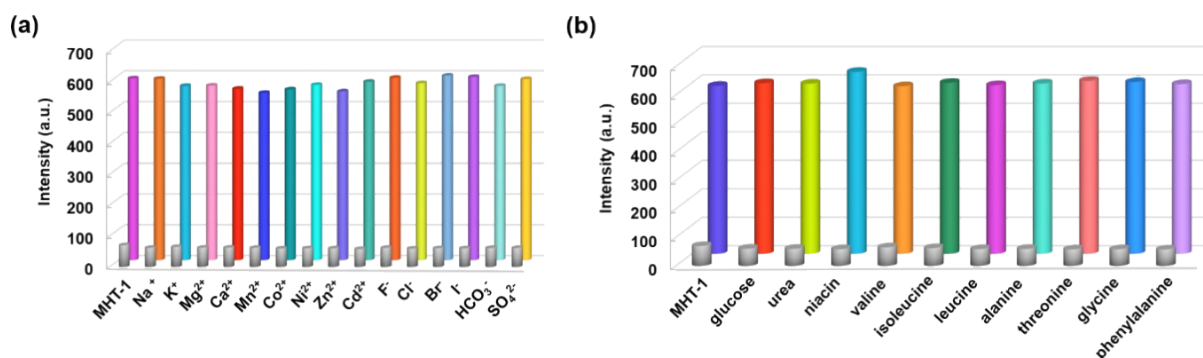 (a)
Intensity (a.u.)
700
600
500
400
300
200
100
0
MHT-1
Na +
K+
Mg2+
Ca2+
Mn2+
Co2+
Ni2+
Zn2+
Cd2+
F-
Cl-
Br-
I-
HCO3-
SO42-
(b)
Intensity (a.u.)
700
600
500
400
300
200
100
0
MHT-1
glucose
urea
niacin
valine
isoleucine
leucine
alanine
threonine
glycine
phenylalanine